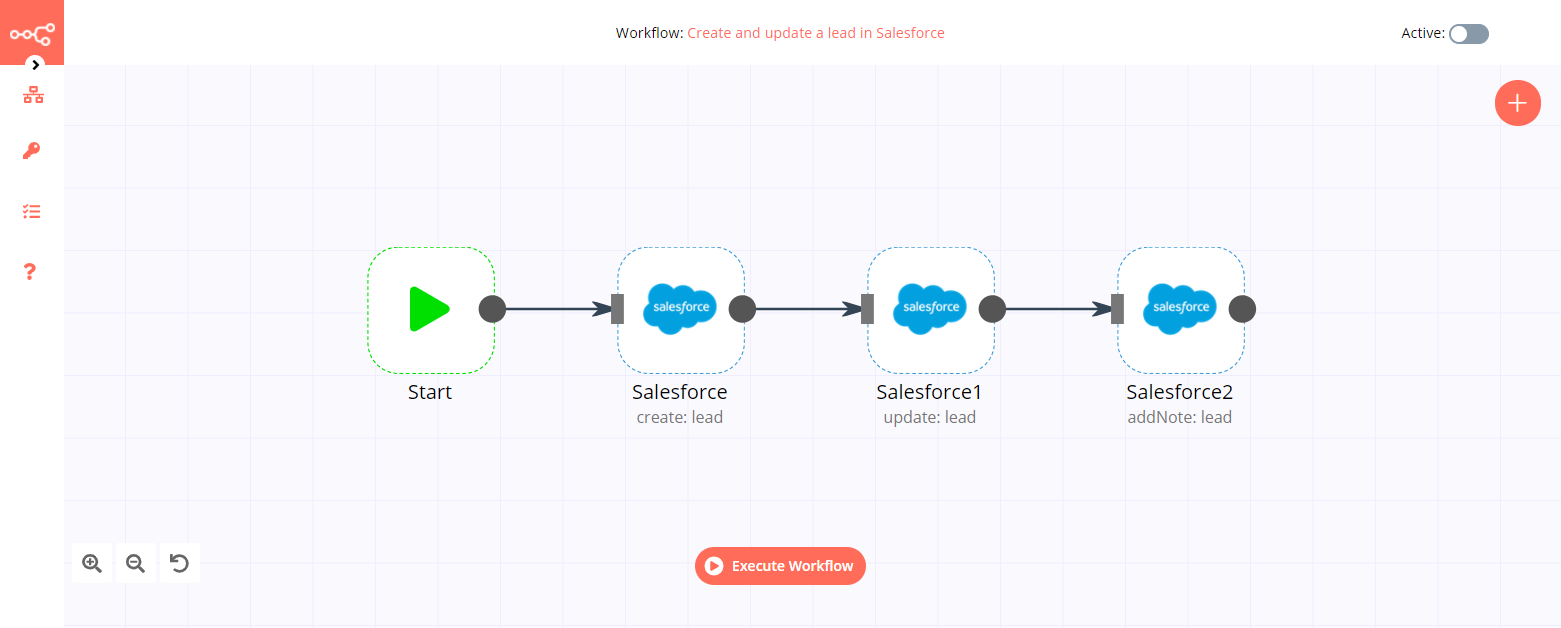 Workflow: Create and update a lead in Salesforce
Active:
salesforce
salesforce
salesforce
Start
Salesforce
Salesforce1
Salesforce2
create: lead
update: lead
addNote: lead
Execute Workflow